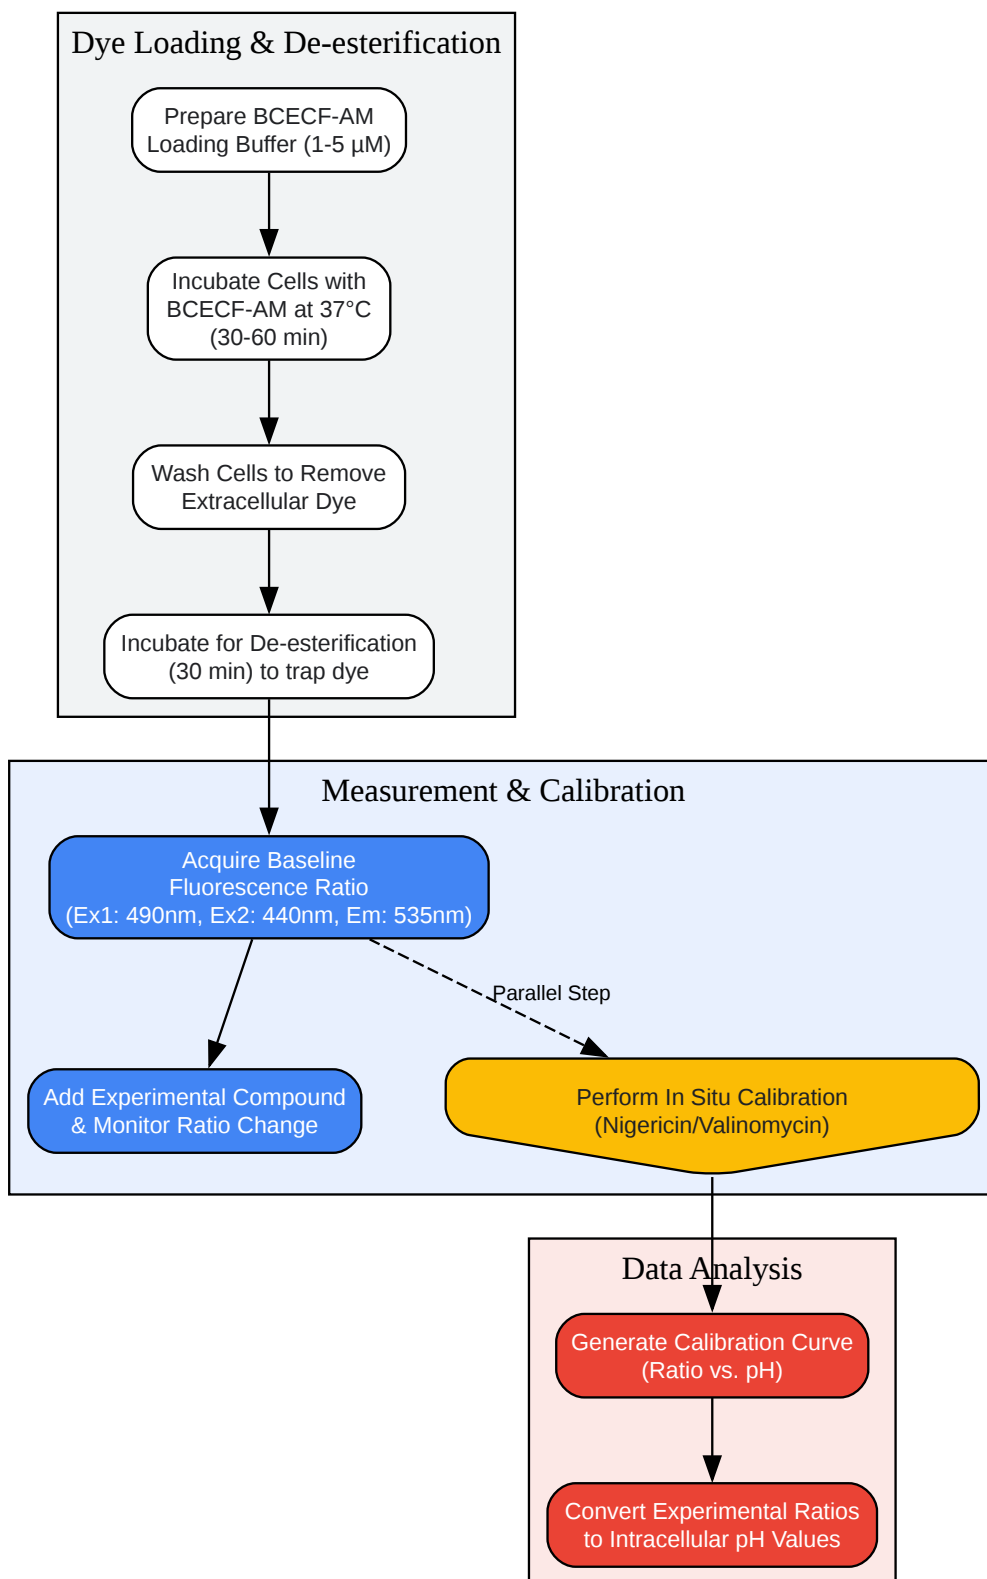 Dye Loading & De-esterification
Prepare BCECF-AM
Loading Buffer (1-5 µM)
Incubate Cells with
BCECF-AM at 37°C
(30-60 min)
Wash Cells to Remove
Extracellular Dye
Incubate for De-esterification
(30 min) to trap dye
Measurement & Calibration
Acquire Baseline
Fluorescence Ratio
(Ex1: 490nm, Ex2: 440nm, Em: 535nm)
Parallel Step
Add Experimental Compound
& Monitor Ratio Change
Perform In Situ Calibration
(Nigericin/Valinomycin)
Data Analysis
Generate Calibration Curve
(Ratio vs. pH)
Convert Experimental Ratios
to Intracellular pH Values